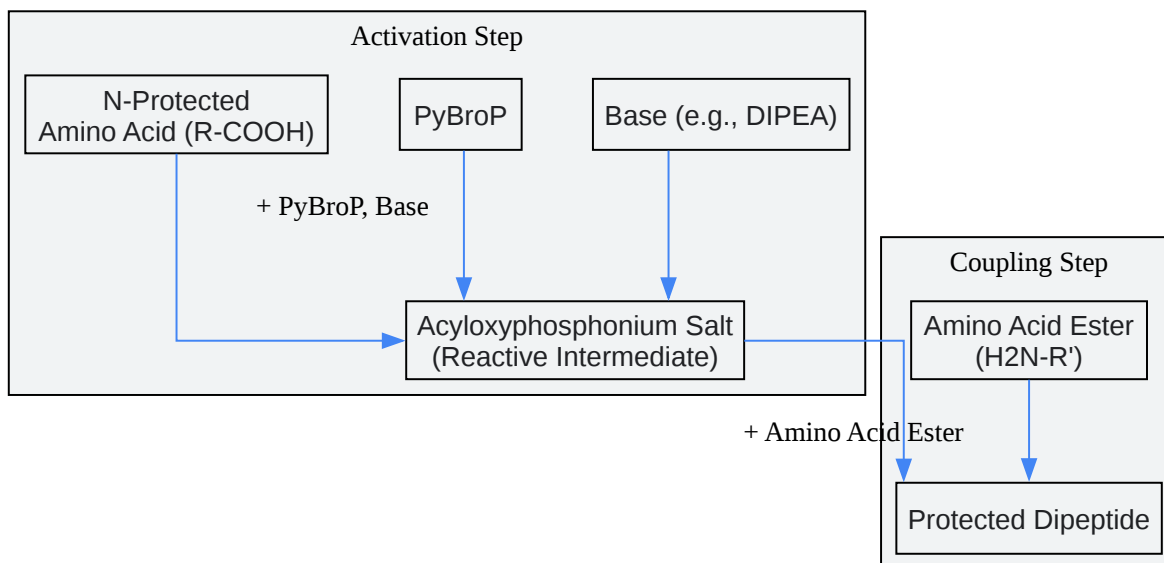 Activation Step
N-Protected
Amino Acid (R-COOH)
PyBroP
Base (e.g., DIPEA)
+ PyBroP, Base
Acyloxyphosphonium Salt
(Reactive Intermediate)
Coupling Step
Amino Acid Ester
(H2N-R')
+ Amino Acid Ester
Protected Dipeptide